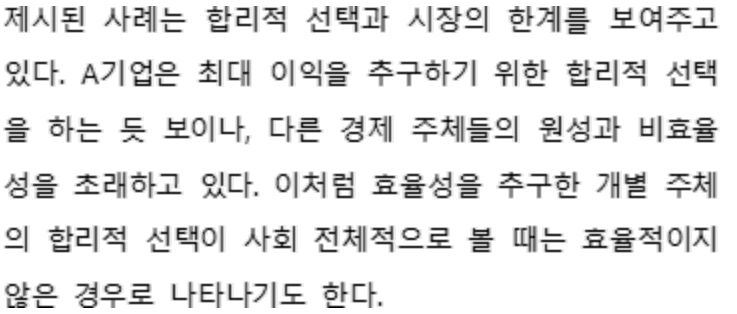 제시된 사례는 합리적 선택과 시장의 한계를 보여주고
있다. A기업은 최대 이익을 추구하기 위한 합리적 선택
을 하는 듯 보이나, 다른 경제 주체들의 원성과 비효율
성을 초래하고 있다. 이처럼 효율성을 추구한 개별 주체
의 합리적 선택이 사회 전체적으로 볼 때는 효율적이지
않은 경우로 나타나기도 한다.